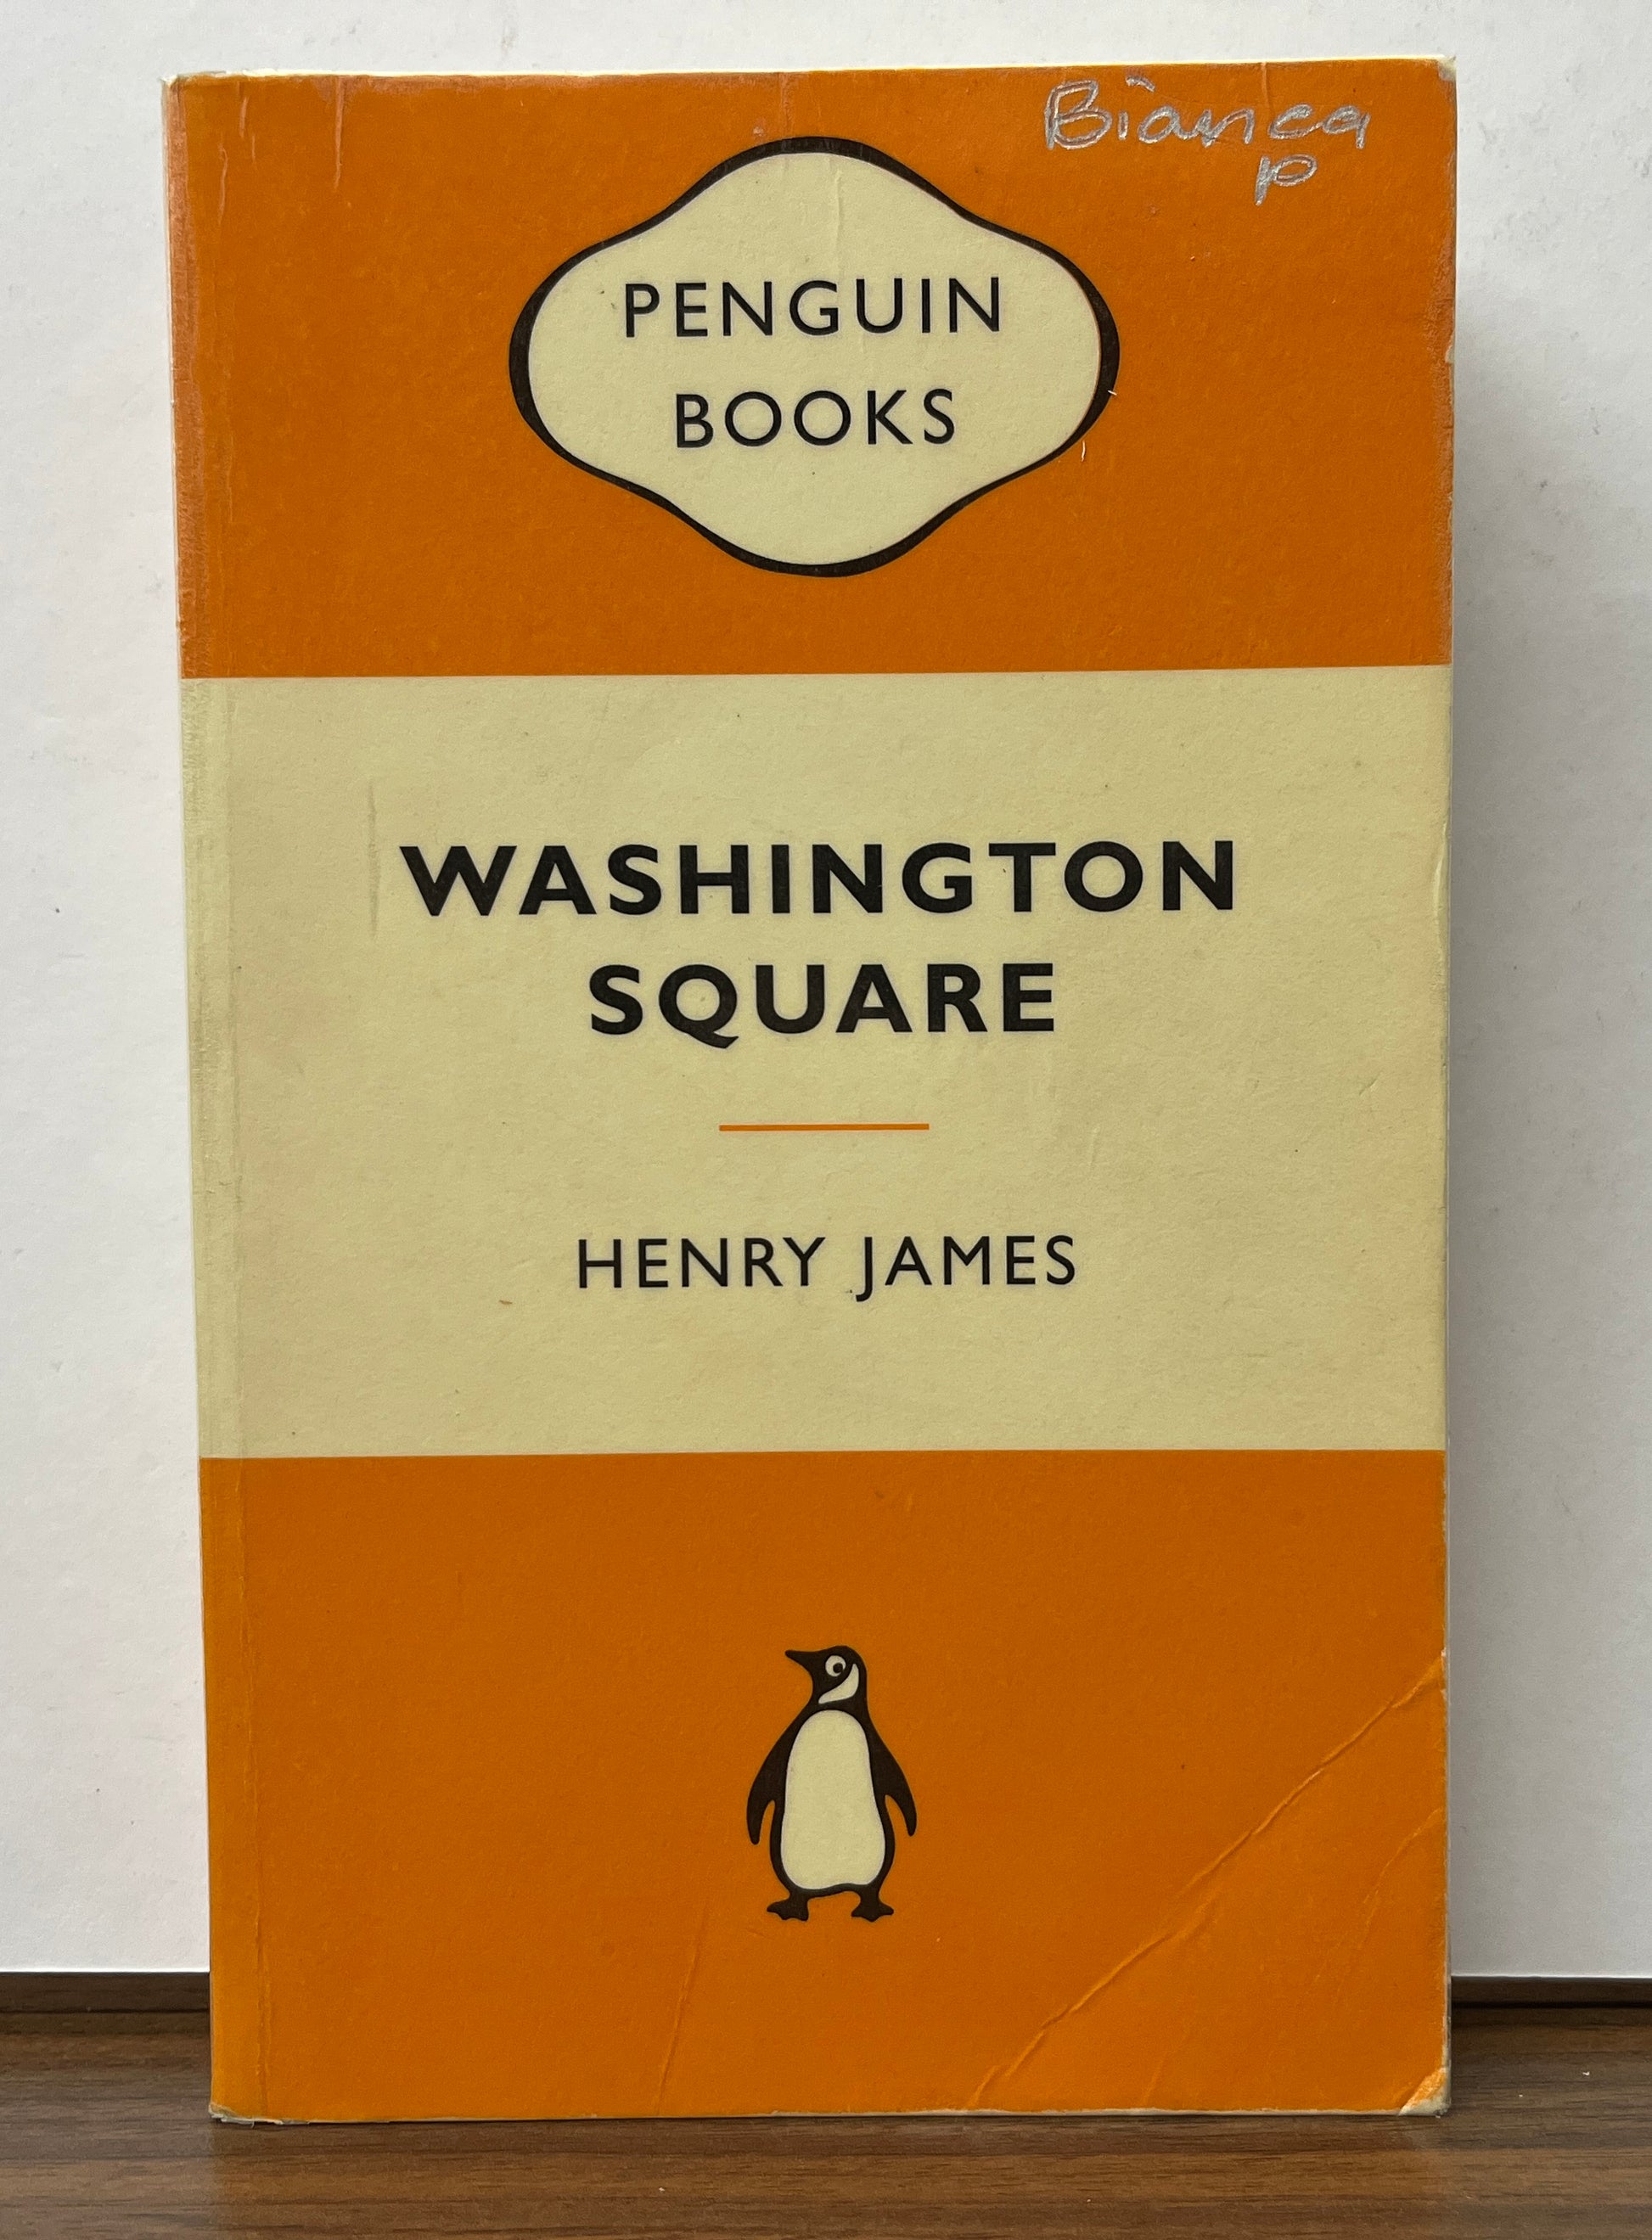 Bianca
P
PENGUIN
BOOKS
WASHINGTON
SQUARE
HENRY JAMES